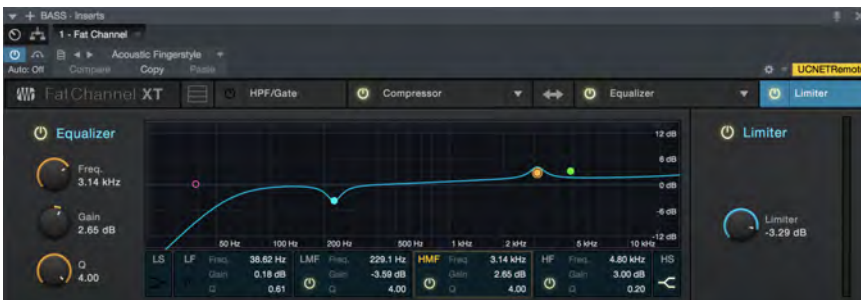 BASS - Inserts
1 - Fat Channel
Acoustic Fingerstyle
Auto: Off Compare Copy Paste UCNETRemot
FatChannel XT HPF/Gate Compressor Equalizer Limiter
Equalizer
Freq.
3.14 kHz
Gain
2.65 dB
Q
4.00
12 dB
6 dB
0 dB
-6 dB
-12 dB
50 Hz 100 Hz 200 Hz 500 Hz 1 kHz 2 kHz 5 kHz 10 kHz
LS LF Freq. 38.62 Hz LMF Freq. 229.1 Hz HMF Freq. 3.14 kHz HF Freq. 4.80 kHz HS
Gain 0.18 dB Gain -3.59 dB Gain 2.65 dB Gain 3.00 dB
Q 0.61 Q 4.00 Q 4.00 Q 0.20
Limiter
Limiter
-3.29 dB